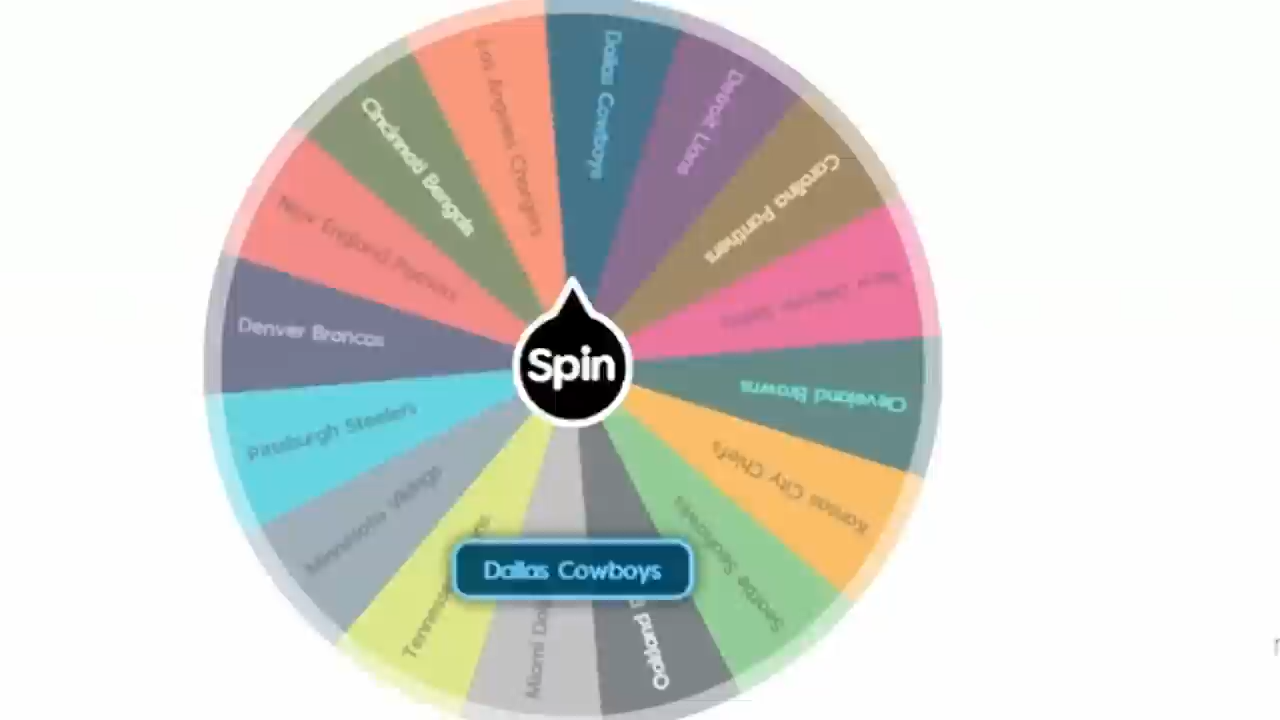 Dallas Cowboys
Detroit Lions
Carolina Panthers
Cleveland Browns
Kansas City Chiefs
Seattle Seahawks
Oakland
Miami
Minnesota Vikings
Pittsburgh Steelers
Denver Broncos
New England Patriots
Cincinnati Bengals
Los Angeles Chargers
Spin
Dallas Cowboys